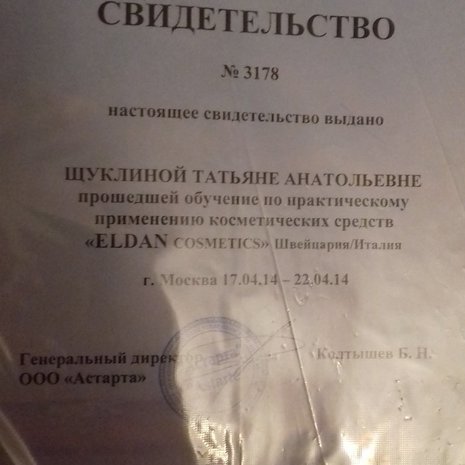 СВИДЕТЕЛЬСТВО
№ 3178
настоящее свидетельство выдано
ЩУКЛИНОЙ ТАТЬЯНЕ АНАТОЛЬЕВНЕ
прошедшей обучение по практическому
применению косметических средств
«ELDAN COSMETICS» Швейцария/Италия
г. Москва 17.04.14 – 22.04.14
Генеральный директор Колтышев Б. Н.
ООО «Астарта»